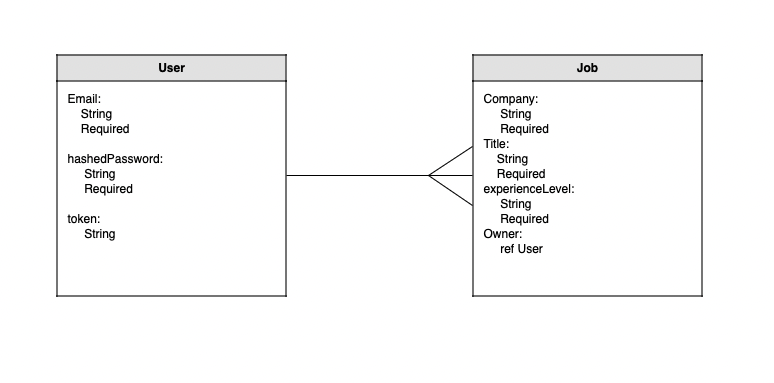 User
Email:
String
Required
hashedPassword:
String
Required
token:
String
Job
Company:
String
Required
Title:
String
Required
experienceLevel:
String
Required
Owner:
ref User